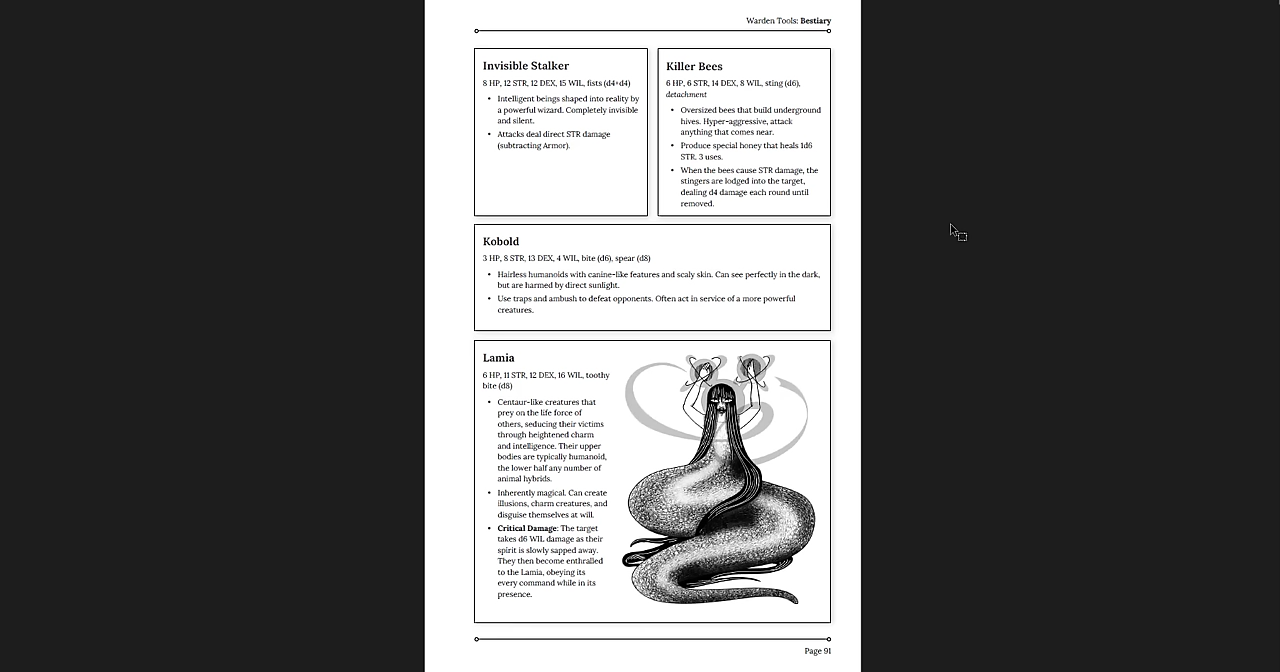 Warden Tools: Bestiary
Invisible Stalker
8 HP, 12 STR, 12 DEX, 15 WIL, fists (d4+d4)
• Intelligent beings shaped into reality by
a powerful wizard. Completely invisible
and silent.
• Attacks deal direct STR damage
(subtracting Armor).
Killer Bees
6 HP, 6 STR, 14 DEX, 8 WIL, sting (d6),
detachment
• Oversized bees that build underground
hives. Hyper-aggressive, attack
anything that comes near.
• Produce special honey that heals 1d6
STR. 3 uses.
• When the bees cause STR damage, the
stingers are lodged into the target,
dealing d4 damage each round until
removed.
Kobold
3 HP, 8 STR, 13 DEX, 4 WIL, bite (d6), spear (d8)
• Hairless humanoids with canine-like features and scaly skin. Can see perfectly in the dark,
but are harmed by direct sunlight.
• Use traps and ambush to defeat opponents. Often act in service of a more powerful
creatures.
Lamia
6 HP, 11 STR, 12 DEX, 16 WIL, toothy
bite (d8)
• Centaur-like creatures that
prey on the life force of
others, seducing their victims
through heightened charm
and intelligence. Their upper
bodies are typically humanoid,
the lower half any number of
animal hybrids.
• Inherently magical. Can create
illusions, charm creatures, and
disguise themselves at will.
• Critical Damage: The target
takes d6 WIL damage as their
spirit is slowly sapped away.
They then become enthralled
to the Lamia, obeying its
every command while in its
presence.
Page 91